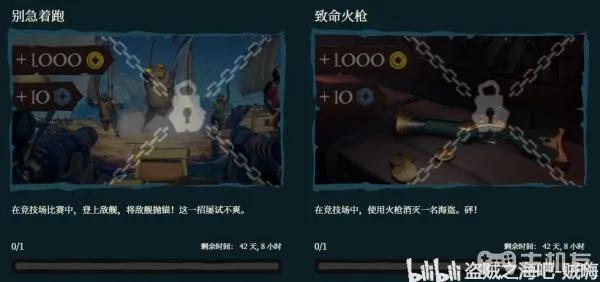 别急着跑
致命火枪
+1,000
+10
+1,000
+10
在竞技场比赛中，登上敌舰，将敌舰抛锚！这一招屡试不爽。
在竞技场中，使用火枪消灭一名海盗。砰！
0/1
剩余时间： 42 天, 8 小时
0/1
剩余时间： 42 天, 8 小时
bilibili 盗贼之海吧-贼嗨
主机友